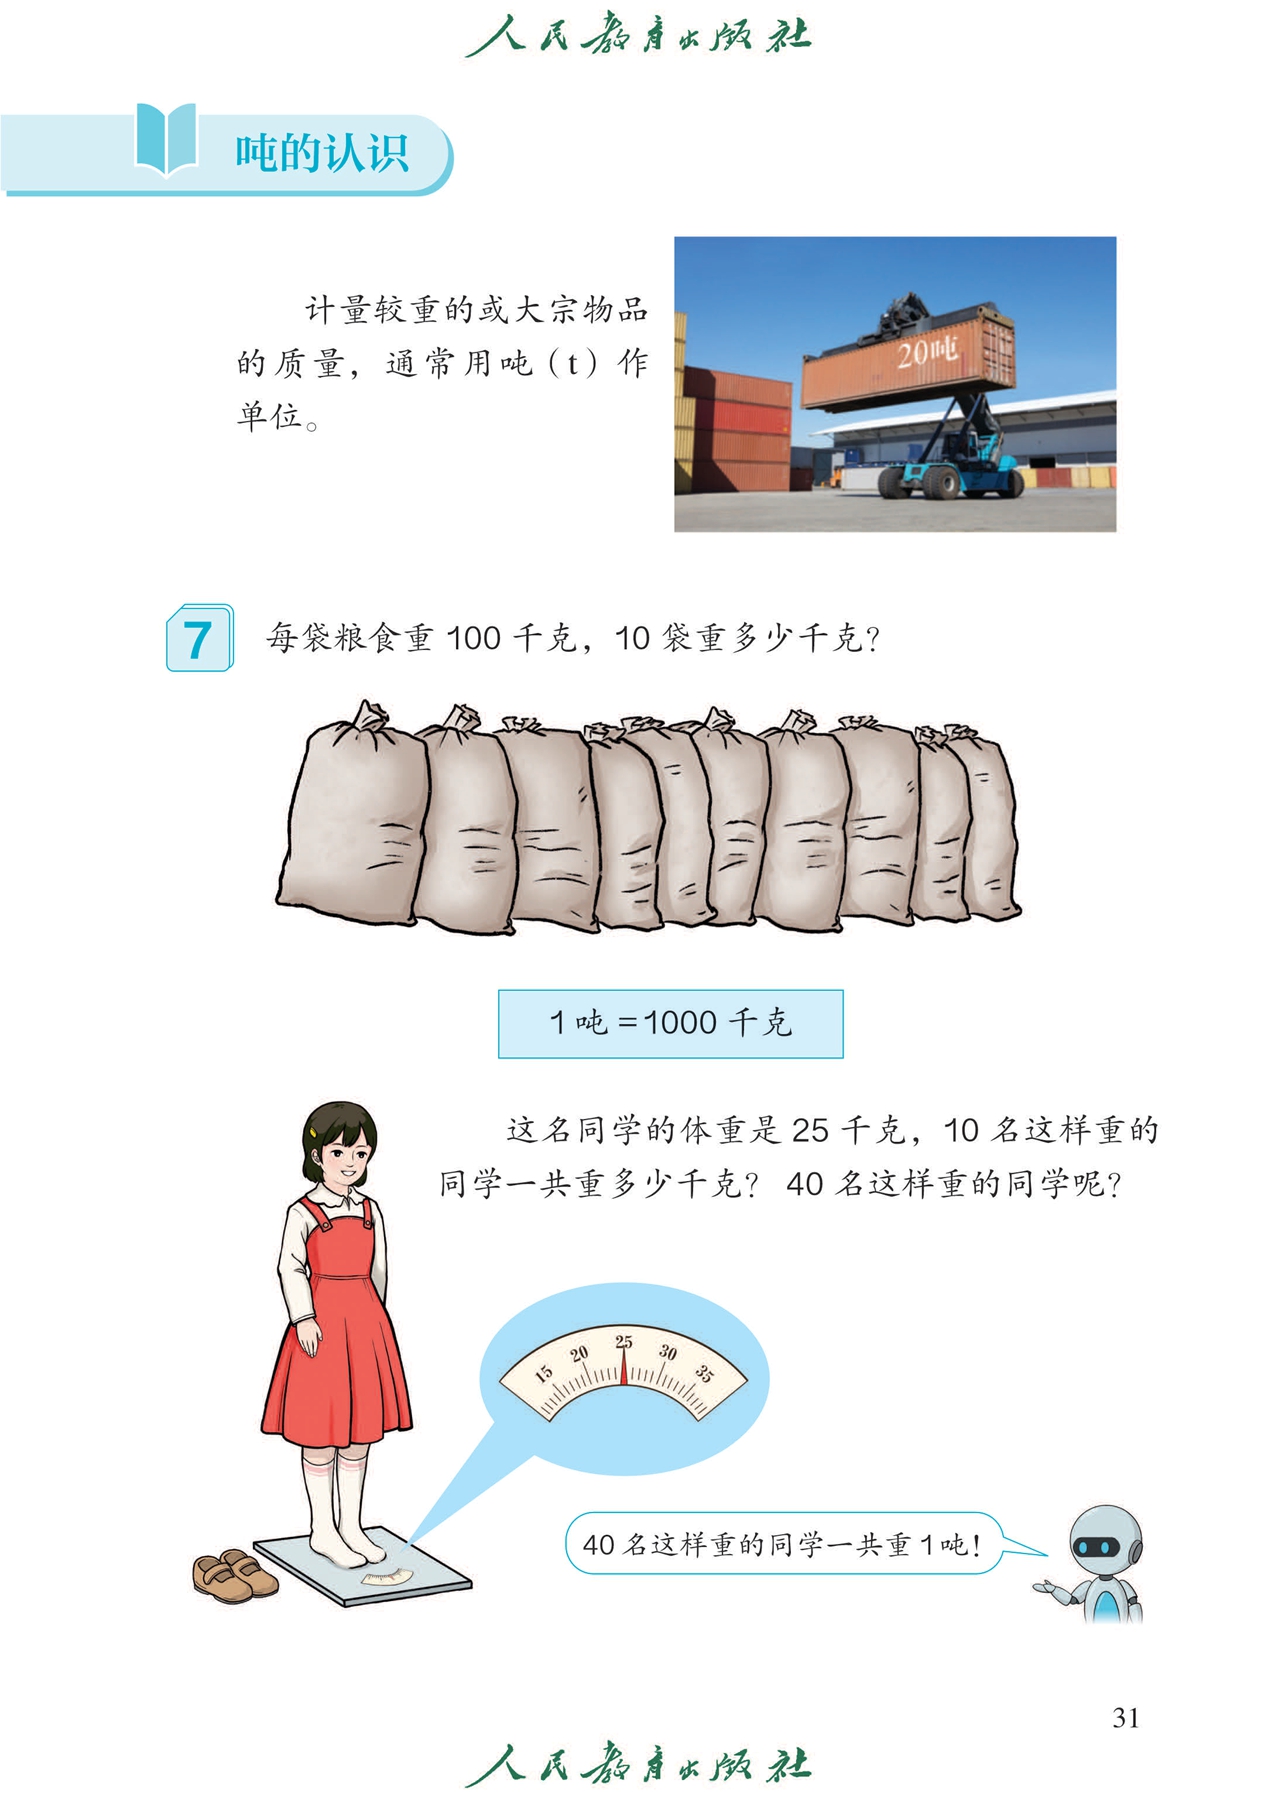 人民教育出版社
吨的认识
计量较重的或大宗物品
的质量，通常用吨（t）作
单位。
20吨
7 每袋粮食重 100 千克，10 袋重多少千克？
1 吨 =1000 千克
这名同学的体重是 25 千克，10 名这样重的
同学一共重多少千克？ 40 名这样重的同学呢？
15 20 25 30 35
40 名这样重的同学一共重 1 吨！
31
人民教育出版社